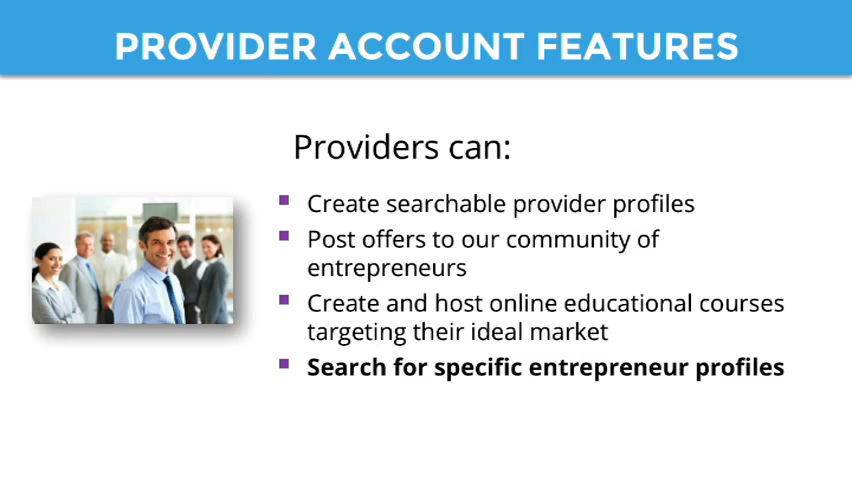 PROVIDER ACCOUNT FEATURES
Providers can:
Create searchable provider profiles
Post offers to our community of
entrepreneurs
Create and host online educational courses
targeting their ideal market
Search for specific entrepreneur profiles